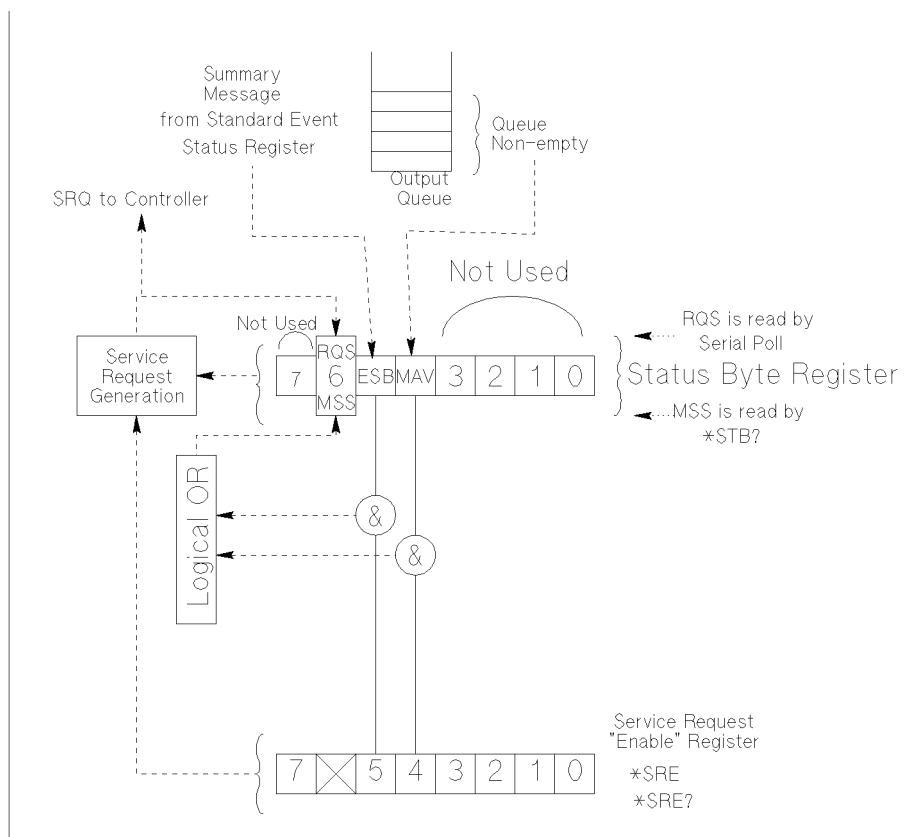 Summary
Message
from Standard Event
Status Register
Queue
Non-empty
Output
Queue
SRQ to Controller
Not Used
Not Used
RQS is read by
Serial Poll
Service
Request
Generation
7
RQS
6
MSS
ESB MAV 3 2 1 0
Status Byte Register
MSS is read by
*STB?
Logical OR
&
&
Service Request
"Enable" Register
7 5 4 3 2 1 0
*SRE
*SRE?